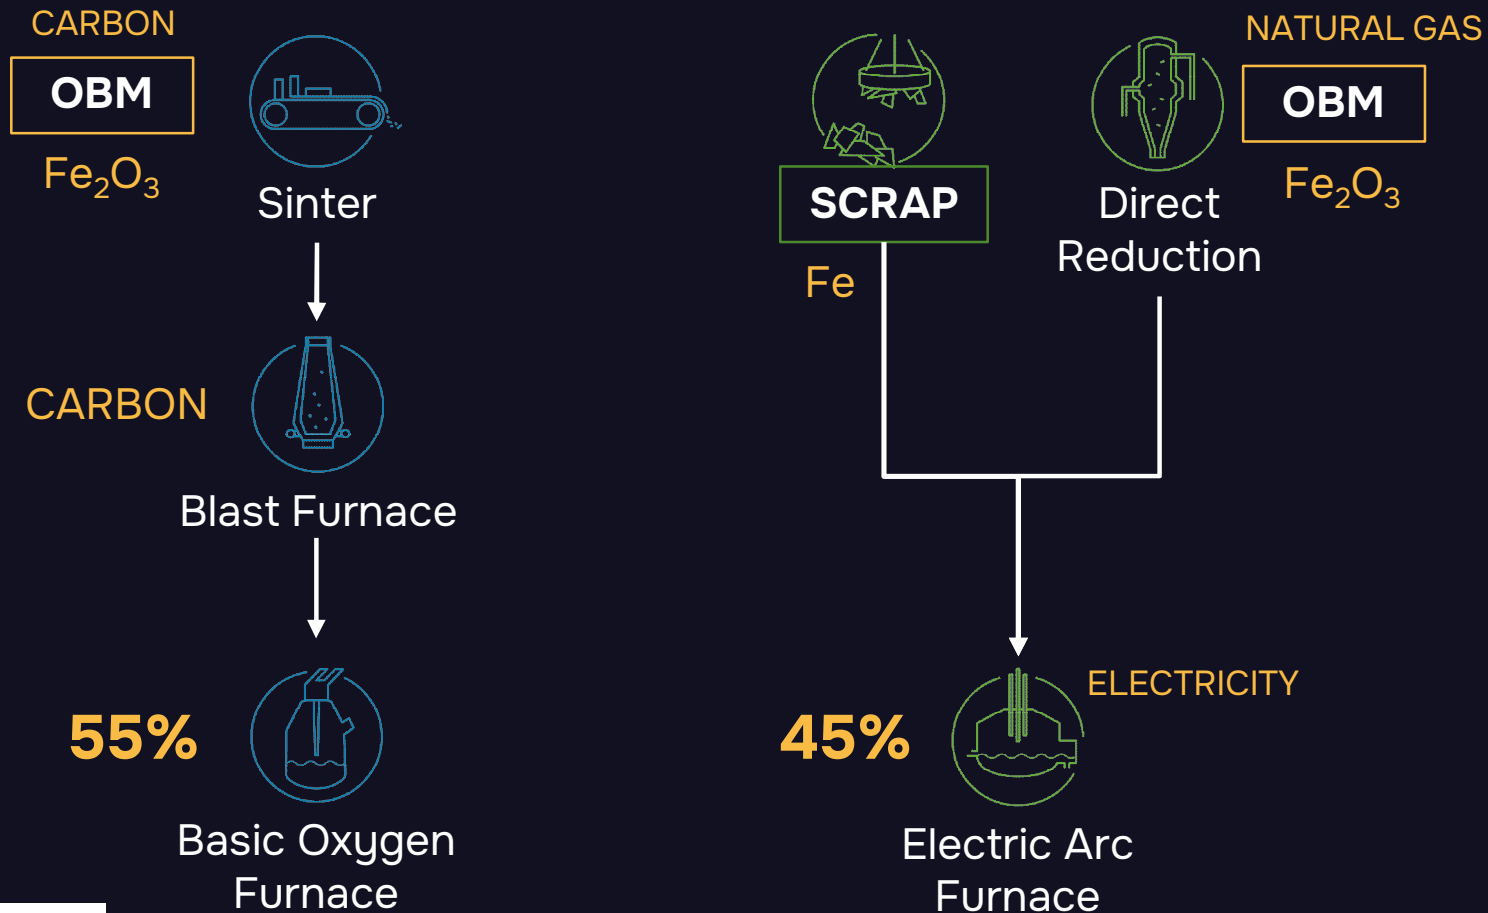 CARBON
OBM
Fe₂O₃
Sinter
CARBON
Blast Furnace
55%
Basic Oxygen
Furnace
SCRAP
Fe
NATURAL GAS
OBM
Fe₂O₃
Direct
Reduction
ELECTRICITY
45%
Electric Arc
Furnace